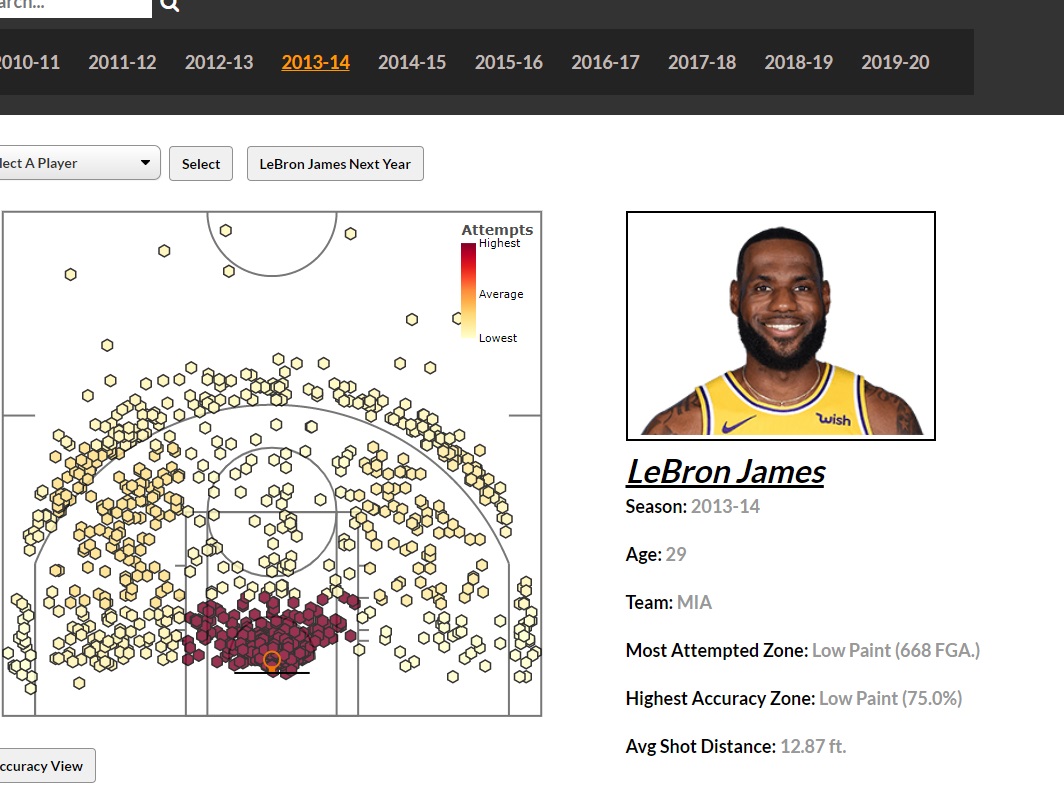 arch...
2010-11 2011-12 2012-13 2013-14 2014-15 2015-16 2016-17 2017-18 2018-19 2019-20
lect A Player Select LeBron James Next Year
Attempts
Highest
Average
Lowest
wish
LeBron James
Season: 2013-14
Age: 29
Team: MIA
Most Attempted Zone: Low Paint (668 FGA.)
Highest Accuracy Zone: Low Paint (75.0%)
Avg Shot Distance: 12.87 ft.
ccuracy View